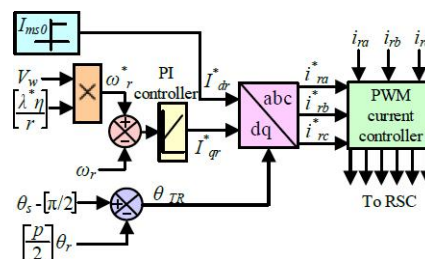 I_ms0
i_ra i_rb
V_w
ω*_r
PI
controller
I*_dr
i*_ra
abc
[λ*η/r]
×
i*_rb
PWM
current
controller
dq
i*_rc
ω_r
I*_qr
To RSC
θ_s-[π/2]
θ_TR
[p/2]θ_r